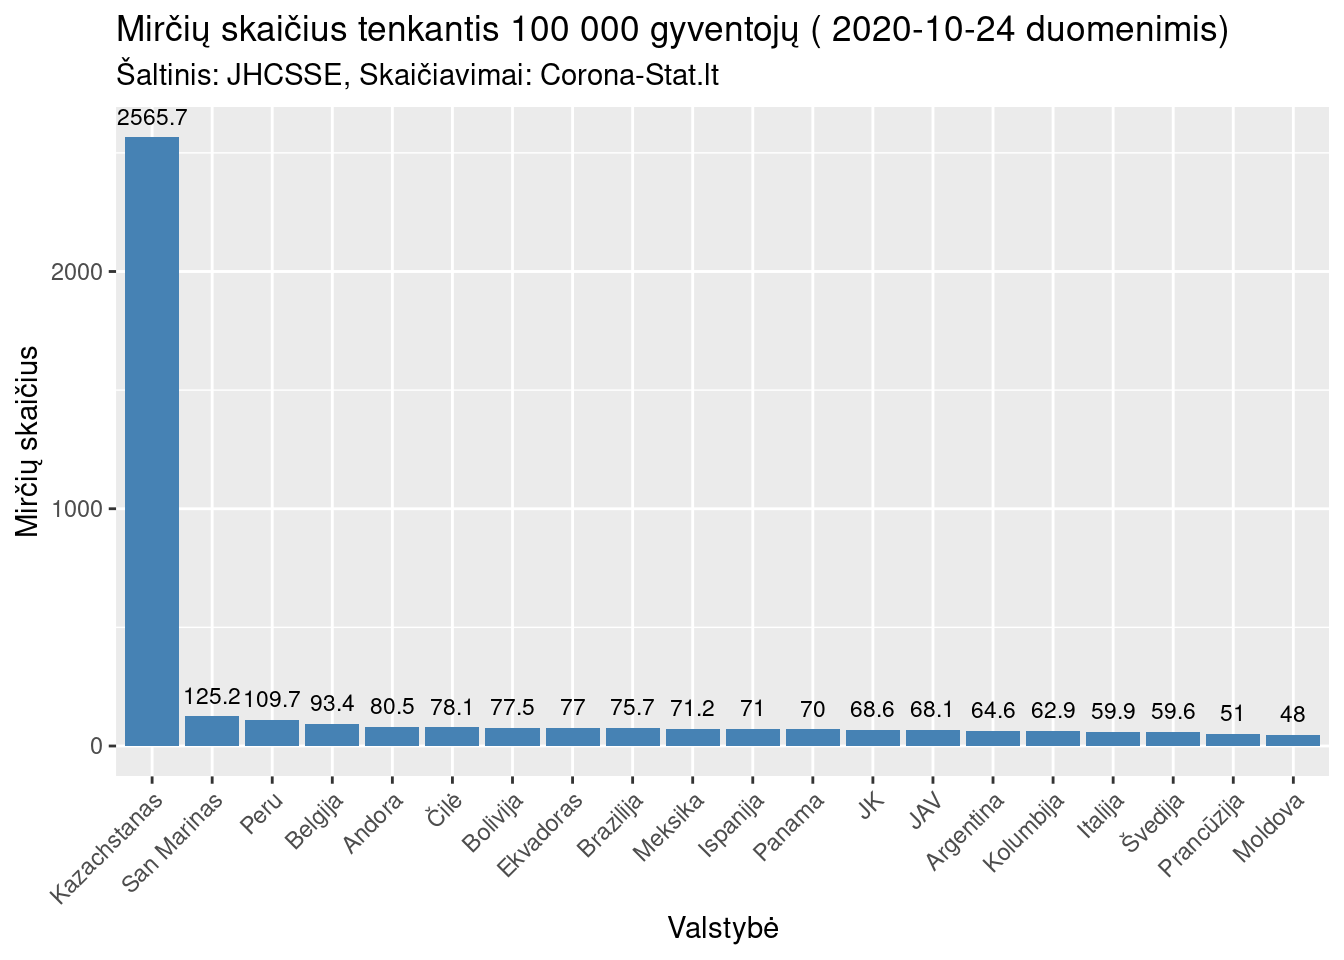 Mirčių skaičius tenkantis 100 000 gyventojų ( 2020-10-24 duomenimis)
Šaltinis: JHCSSE, Skaičiavimai: Corona-Stat.lt
Mirčių skaičius
2000
1000
0
2565.7
125.2
109.7
93.4
80.5
78.1
77.5
77
75.7
71.2
71
70
68.6
68.1
64.6
62.9
59.9
59.6
51
48
Kazachstanas
San Marinas
Peru
Belgija
Andora
Čilė
Bolivija
Ekvadoras
Brazilija
Meksika
Ispanija
Panama
JK
JAV
Argentina
Kolumbija
Italija
Švedija
Prancūzija
Moldova
Valstybė